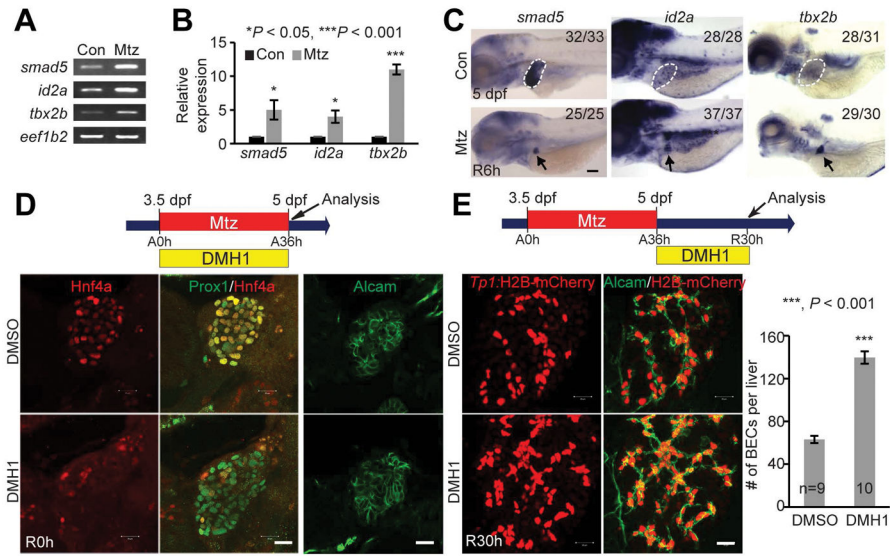 A
Con Mtz
smad5
id2a
tbx2b
eef1b2
B
*P < 0.05, ***P < 0.001
Con Mtz
Relative
expression
15
10
5
0
*
*
***
smad5 id2a tbx2b
C
smad5 id2a tbx2b
Con
32/33
28/28
28/31
5 dpf
Mtz
25/25
37/37
29/30
R6h
D
3.5 dpf 5 dpf Analysis
Mtz
A0h A36h
DMH1
Hnf4a
Prox1/Hnf4a
Alcam
DMSO
DMH1
R0h
E
3.5 dpf 5 dpf Analysis
Mtz
A36h R30h
A0h
DMH1
Tp1:H2B-mCherry
Alcam/H2B-mCherry
DMSO
DMH1
R30h
***, P < 0.001
# of BECs per liver
160
120
80
40
0
***
n=9 10
DMSO DMH1